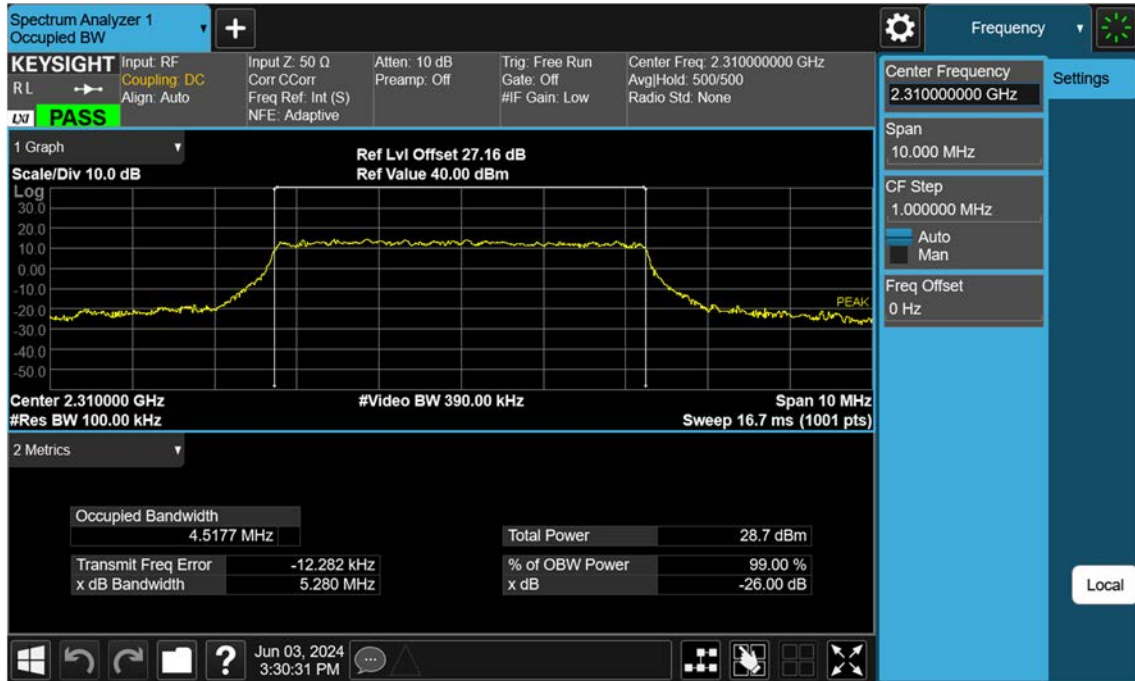 Spectrum Analyzer 1
Occupied BW
+
Frequency
KEYSIGHT
R L
LXI
PASS
Input: RF
Coupling: DC
Align: Auto
Input Z: 50 Ω
Corr CCorr
Freq Ref: Int (S)
NFE: Adaptive
Atten: 10 dB
Preamp: Off
Trig: Free Run
Gate: Off
#IF Gain: Low
Center Freq: 2.310000000 GHz
Avg|Hold: 500/500
Radio Std: None
Center Frequency
2.310000000 GHz
Settings
Span
10.000 MHz
CF Step
1.000000 MHz
Auto
Man
Freq Offset
0 Hz
Local
1 Graph
Scale/Div 10.0 dB
Ref Lvl Offset 27.16 dB
Ref Value 40.00 dBm
Log
30.0
20.0
10.0
0.00
-10.0
-20.0
-30.0
-40.0
-50.0
PEAK
Center 2.310000 GHz
#Video BW 390.00 kHz
Span 10 MHz
#Res BW 100.00 kHz
Sweep 16.7 ms (1001 pts)
2 Metrics
Occupied Bandwidth
4.5177 MHz
Total Power 28.7 dBm
Transmit Freq Error -12.282 kHz
% of OBW Power 99.00 %
x dB Bandwidth 5.280 MHz
x dB -26.00 dB
?
Jun 03, 2024
3:30:31 PM